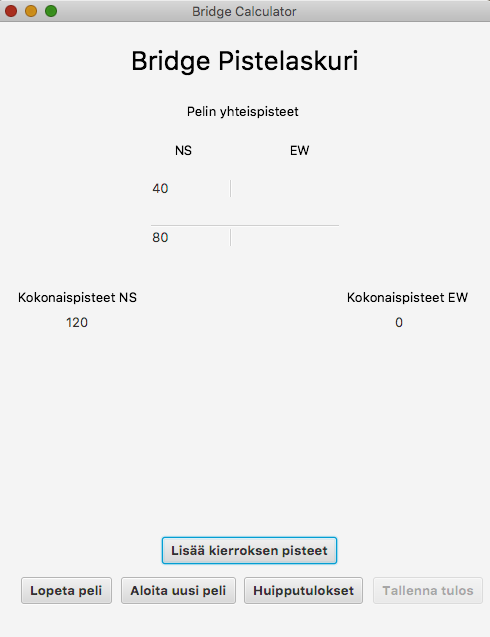 Bridge Calculator
Bridge Pistelaskuri
Pelin yhteispisteet
NS EW
40
80
Kokonaispisteet NS Kokonaispisteet EW
120 0
Lisää kierroksen pisteet
Lopeta peli Aloita uusi peli Huipputulokset Tallenna tulos